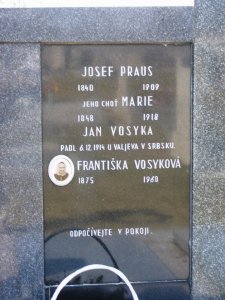 JOSEF PRAUS
1840 1909
JEHO CHOŤ MARIE
1848 1918
JAN VOSYKA
PADL 6.12.1914 U VALJEVA V SRBSKU.
FRANTIŠKA VOSYKOVÁ
1875 1960
ODPOČÍVEJTE V POKOJI.